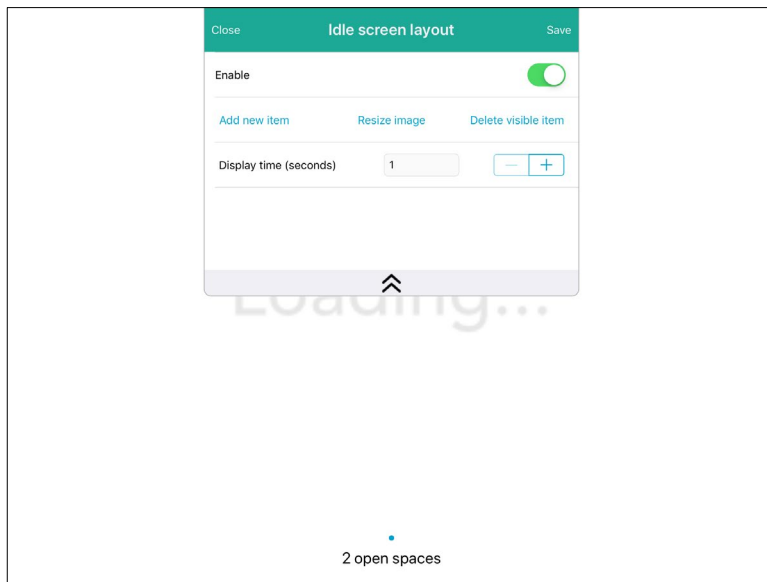 Close Idle screen layout Save
Enable
Add new item Resize image Delete visible item
Display time (seconds) 1 — +
Loading...
2 open spaces